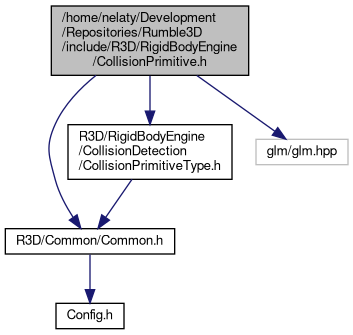 /home/nelaty/Development
/Repositories/Rumble3D
/include/R3D/RigidBodyEngine
/CollisionPrimitive.h
R3D/RigidBodyEngine
/CollisionDetection
/CollisionPrimitiveType.h
glm/glm.hpp
R3D/Common/Common.h
Config.h